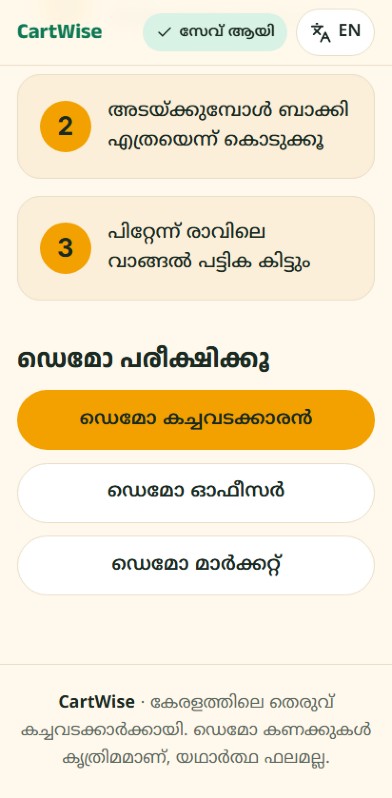 CartWise
സേവ് ആയി
EN
2
അടയ്ക്കുമ്പോൾ ബാക്കി
എത്രയെന്ന് കൊടുക്കൂ
3
പിറ്റേന്ന് രാവിലെ
വാങ്ങൽ പട്ടിക കിട്ടും
ഡെമോ പരീക്ഷിക്കൂ
ഡെമോ കച്ചവടക്കാരൻ
ഡെമോ ഓഫീസർ
ഡെമോ മാർക്കറ്റ്
CartWise · കേരളത്തിലെ തെരുവ്
കച്ചവടക്കാർക്കായി. ഡെമോ കണക്കുകൾ
കൃത്രിമമാണ്, യഥാർത്ഥ ഫലമല്ല.